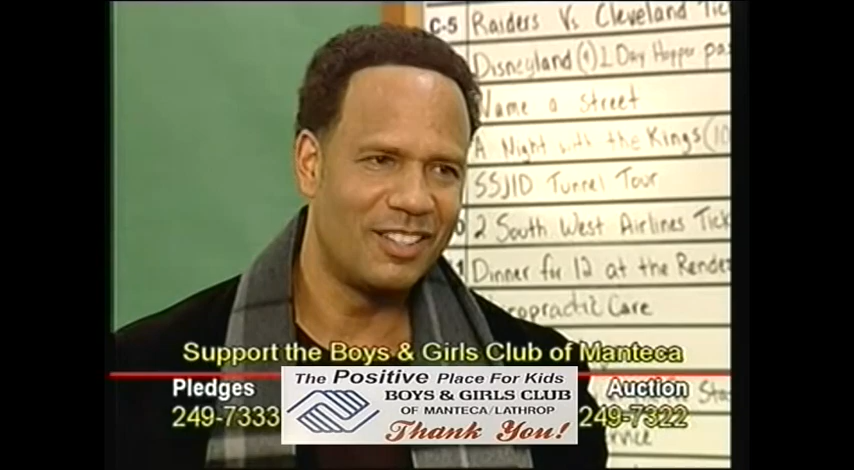 C-5 Raiders Vs Cleveland
Disneyland (4) 1 Day Hopper
Name a Street
A Night with the Kings
SSJID Tunnel Tour
2 South West Airlines
Dinner for 12 at the
Care
Support the Boys & Girls Club of Manteca
Pledges
249-7333
The Positive Place For Kids
BOYS & GIRLS CLUB
OF MANTECA/LATHROP
Thank You!
Auction
249-7322